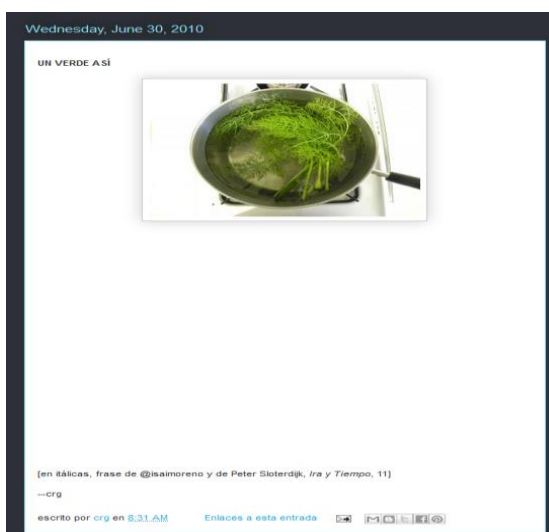 Wednesday, June 30, 2010
UN VERDE ASÍ
[en itálicas, frase de @isaimoreno y de Peter Sloterdijk, Ira y Tiempo, 11]
—crg
escrito por crg en 8:31 AM Enlaces a esta entrada